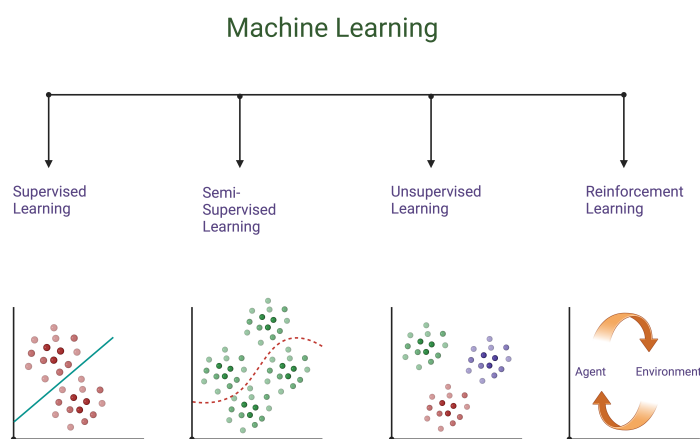 Machine Learning
Supervised
Learning
Semi-
Supervised
Learning
Unsupervised
Learning
Reinforcement
Learning
Agent
Environment